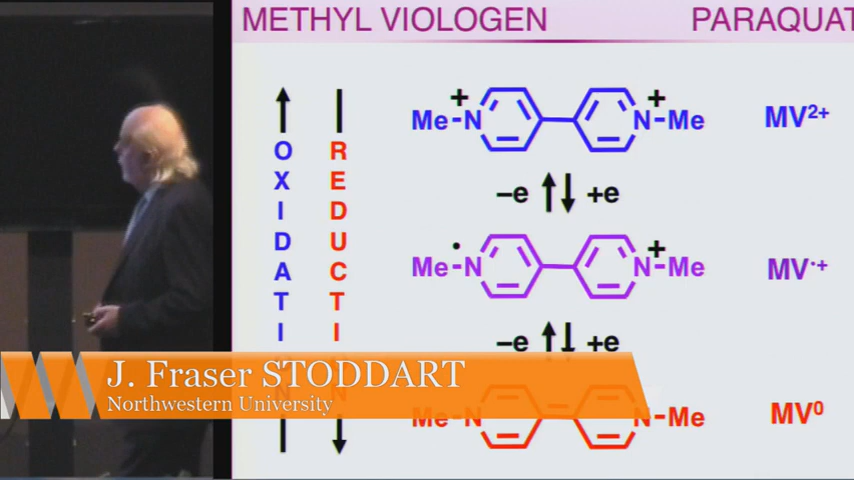 METHYL VIOLOGEN PARAQUAT
OXIDATI
REDUCTI N
Me-N + + N-Me MV2+
–e +e
Me-N • + N-Me MV•+
–e +e
J. Fraser STODDART
Northwestern University
Me-N N-Me MV0